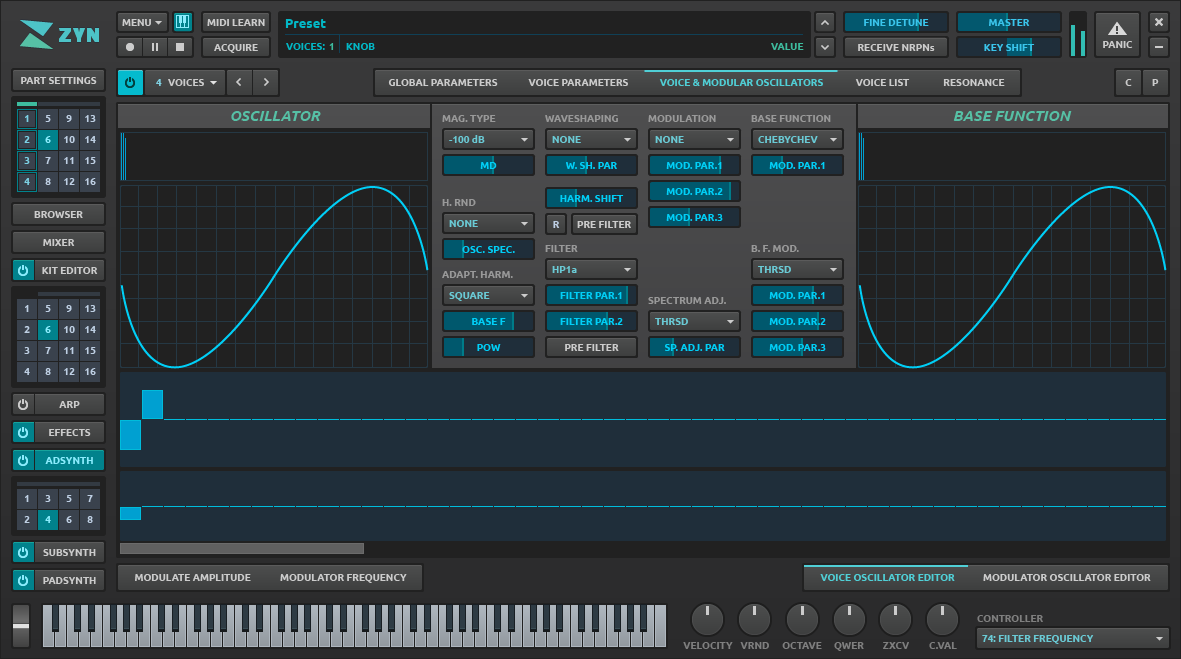 ZYN
MENU
MIDI LEARN
ACQUIRE
Preset
VOICES: 1 KNOB VALUE
FINE DETUNE
MASTER
RECEIVE NRPNs
KEY SHIFT
PANIC
PART SETTINGS
4 VOICES
GLOBAL PARAMETERS VOICE PARAMETERS VOICE & MODULAR OSCILLATORS VOICE LIST RESONANCE
C P
1 5 9 13
2 6 10 14
3 7 11 15
4 8 12 16
BROWSER
MIXER
KIT EDITOR
1 5 9 13
2 6 10 14
3 7 11 15
4 8 12 16
ARP
EFFECTS
ADSYNTH
1 3 5 7
2 4 6 8
SUBSYNTH
PADSYNTH
OSCILLATOR
MAG. TYPE
-100 dB
MD
H. RND
NONE
OSC. SPEC.
ADAPT. HARM.
SQUARE
BASE F
POW
WAVESHAPING
NONE
W. SH. PAR
HARM. SHIFT
R PRE FILTER
FILTER
HP1a
FILTER PAR.1
FILTER PAR.2
PRE FILTER
MODULATION
NONE
MOD. PAR.1
MOD. PAR.2
MOD. PAR.3
SPECTRUM ADJ.
THRSD
SP. ADJ. PAR
BASE FUNCTION
CHEBYCHEV
MOD. PAR.1
B. F. MOD.
THRSD
MOD. PAR.1
MOD. PAR.2
MOD. PAR.3
BASE FUNCTION
MODULATE AMPLITUDE MODULATOR FREQUENCY
VOICE OSCILLATOR EDITOR MODULATOR OSCILLATOR EDITOR
VELOCITY VRND OCTAVE QWER ZXCV C.VAL
CONTROLLER
74: FILTER FREQUENCY